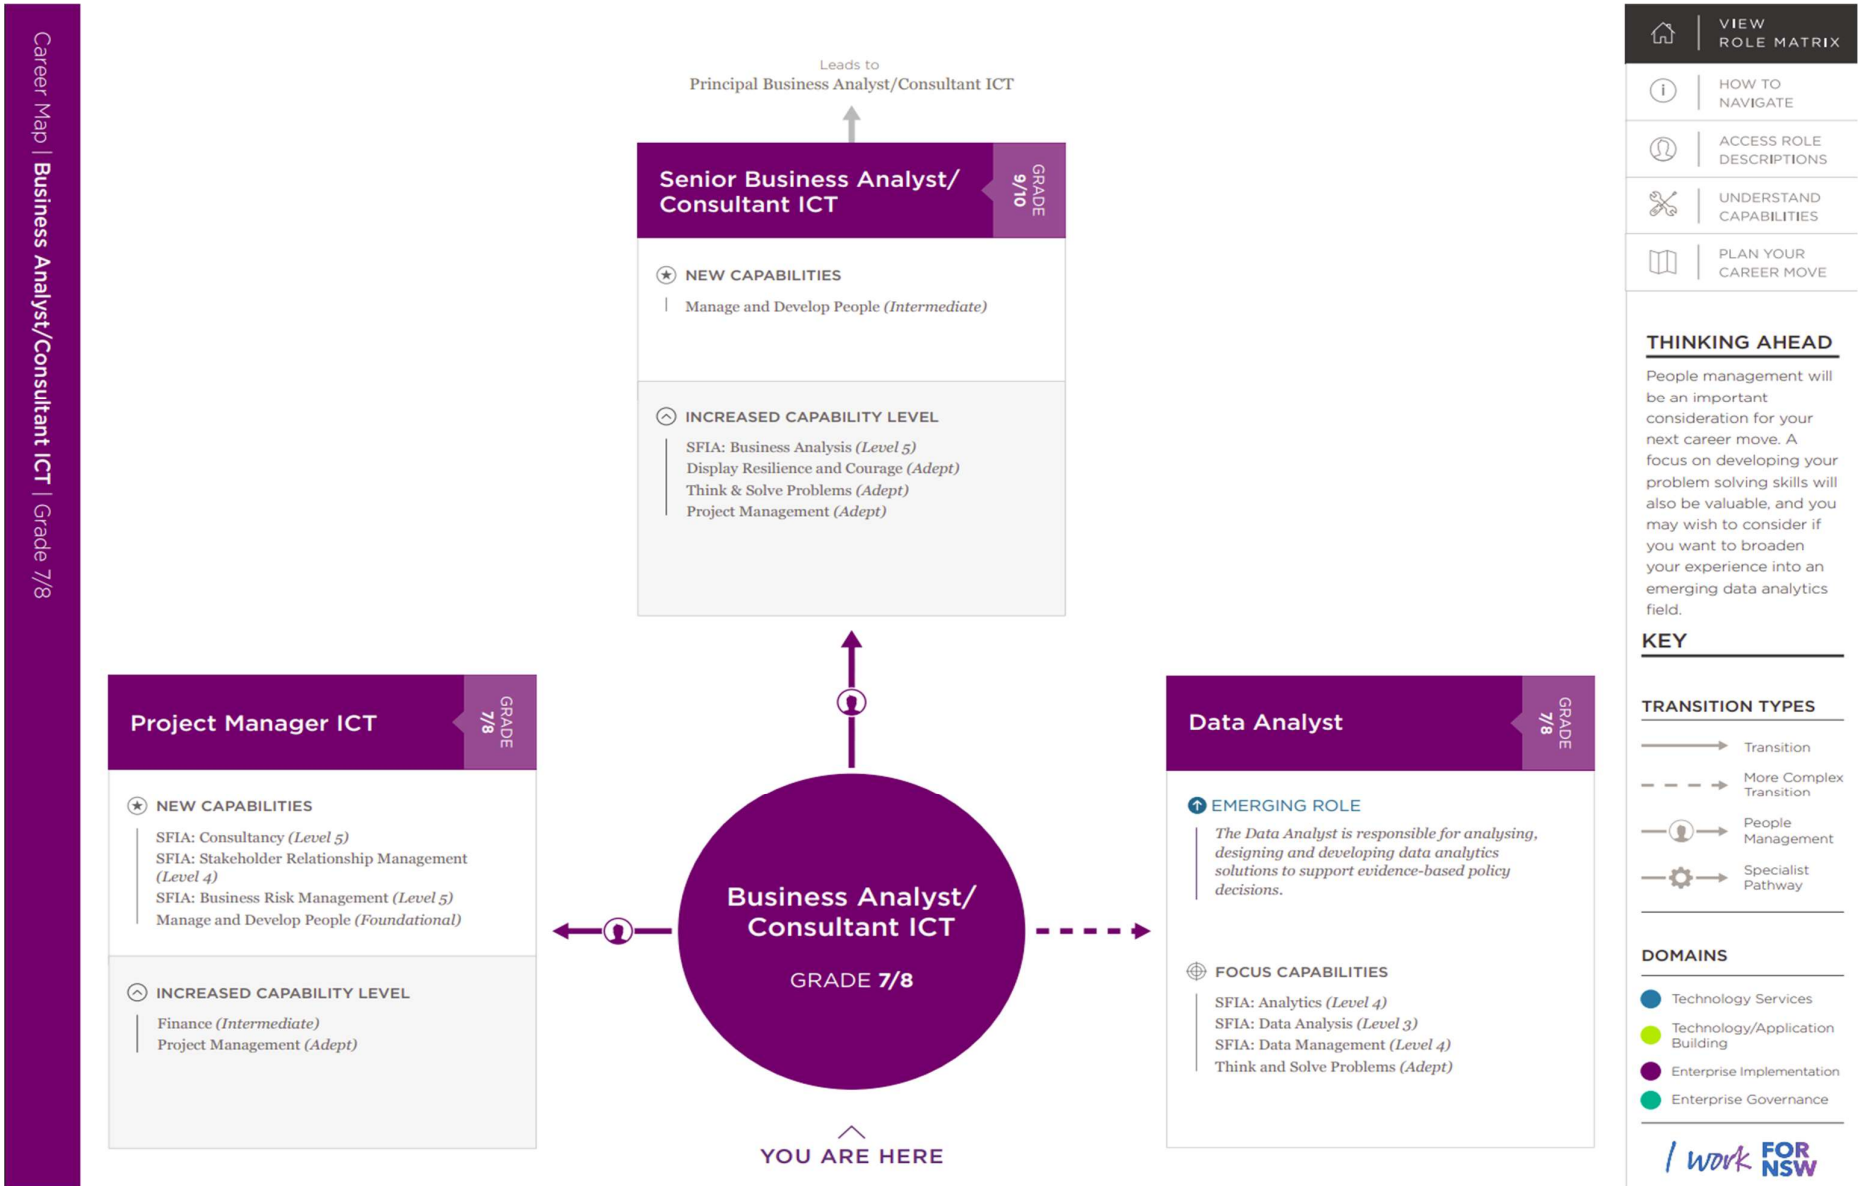 Career Map | Business Analyst/Consultant ICT | Grade 7/8
Leads to
Principal Business Analyst/Consultant ICT
Senior Business Analyst/
Consultant ICT
GRADE
9/10
NEW CAPABILITIES
Manage and Develop People (Intermediate)
INCREASED CAPABILITY LEVEL
SFIA: Business Analysis (Level 5)
Display Resilience and Courage (Adept)
Think & Solve Problems (Adept)
Project Management (Adept)
Project Manager ICT
GRADE
7/8
NEW CAPABILITIES
SFIA: Consultancy (Level 5)
SFIA: Stakeholder Relationship Management
(Level 4)
SFIA: Business Risk Management (Level 5)
Manage and Develop People (Foundational)
INCREASED CAPABILITY LEVEL
Finance (Intermediate)
Project Management (Adept)
Business Analyst/
Consultant ICT
GRADE 7/8
YOU ARE HERE
Data Analyst
GRADE
7/8
EMERGING ROLE
The Data Analyst is responsible for analysing,
designing and developing data analytics
solutions to support evidence-based policy
decisions.
FOCUS CAPABILITIES
SFIA: Analytics (Level 4)
SFIA: Data Analysis (Level 3)
SFIA: Data Management (Level 4)
Think and Solve Problems (Adept)
VIEW
ROLE MATRIX
HOW TO
NAVIGATE
ACCESS ROLE
DESCRIPTIONS
UNDERSTAND
CAPABILITIES
PLAN YOUR
CAREER MOVE
THINKING AHEAD
People management will
be an important
consideration for your
next career move. A
focus on developing your
problem solving skills will
also be valuable, and you
may wish to consider if
you want to broaden
your experience into an
emerging data analytics
field.
KEY
TRANSITION TYPES
Transition
More Complex
Transition
People
Management
Specialist
Pathway
DOMAINS
Technology Services
Technology/Application
Building
Enterprise Implementation
Enterprise Governance
I work FOR
NSW